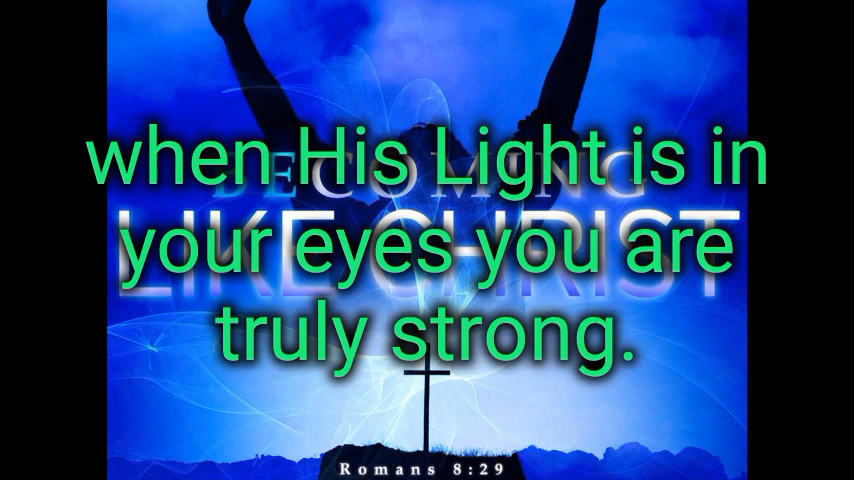 when His Light is in
BECOMING
your eyes you are
LIKE CHRIST
truly strong.
Romans 8:29